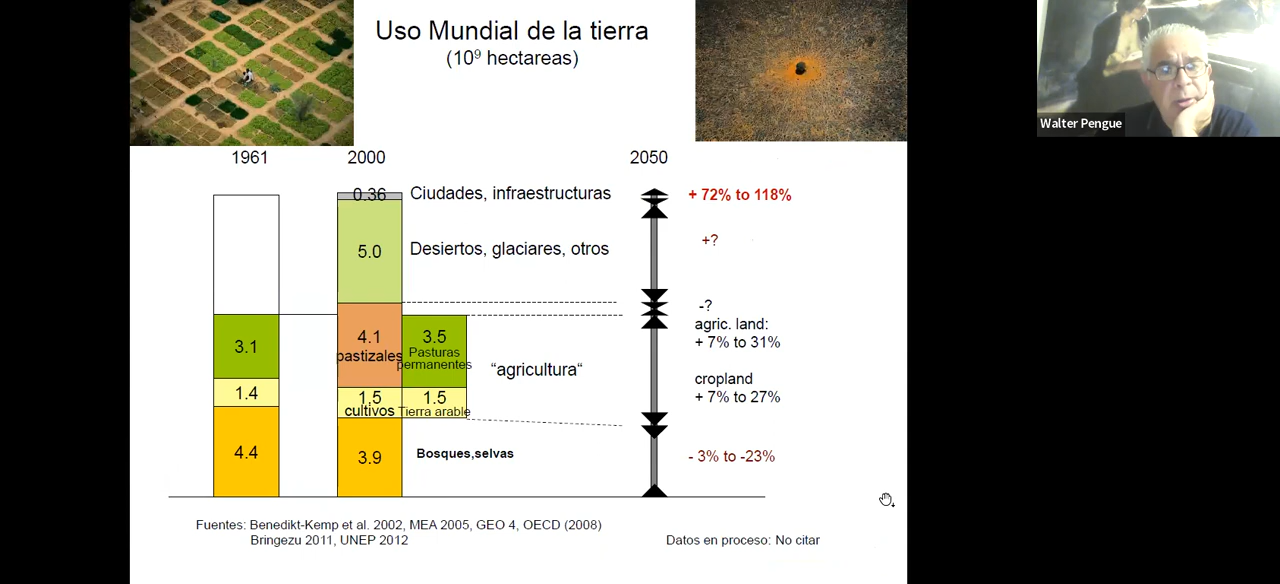 Uso Mundial de la tierra
(10⁹ hectareas)
Walter Pengue
1961
2000
2050
0.36
Ciudades, infraestructuras
+ 72% to 118%
5.0
Desiertos, glaciares, otros
+?
-?
3.1
4.1
pastizales
3.5
Pasturas
permanentes
"agricultura"
agric. land:
+ 7% to 31%
1.4
1,5
cultivos
1.5
Tierra arable
cropland
+ 7% to 27%
4.4
3.9
Bosques,selvas
- 3% to -23%
Fuentes: Benedikt-Kemp et al. 2002, MEA 2005, GEO 4, OECD (2008)
Bringezu 2011, UNEP 2012
Datos en proceso: No citar